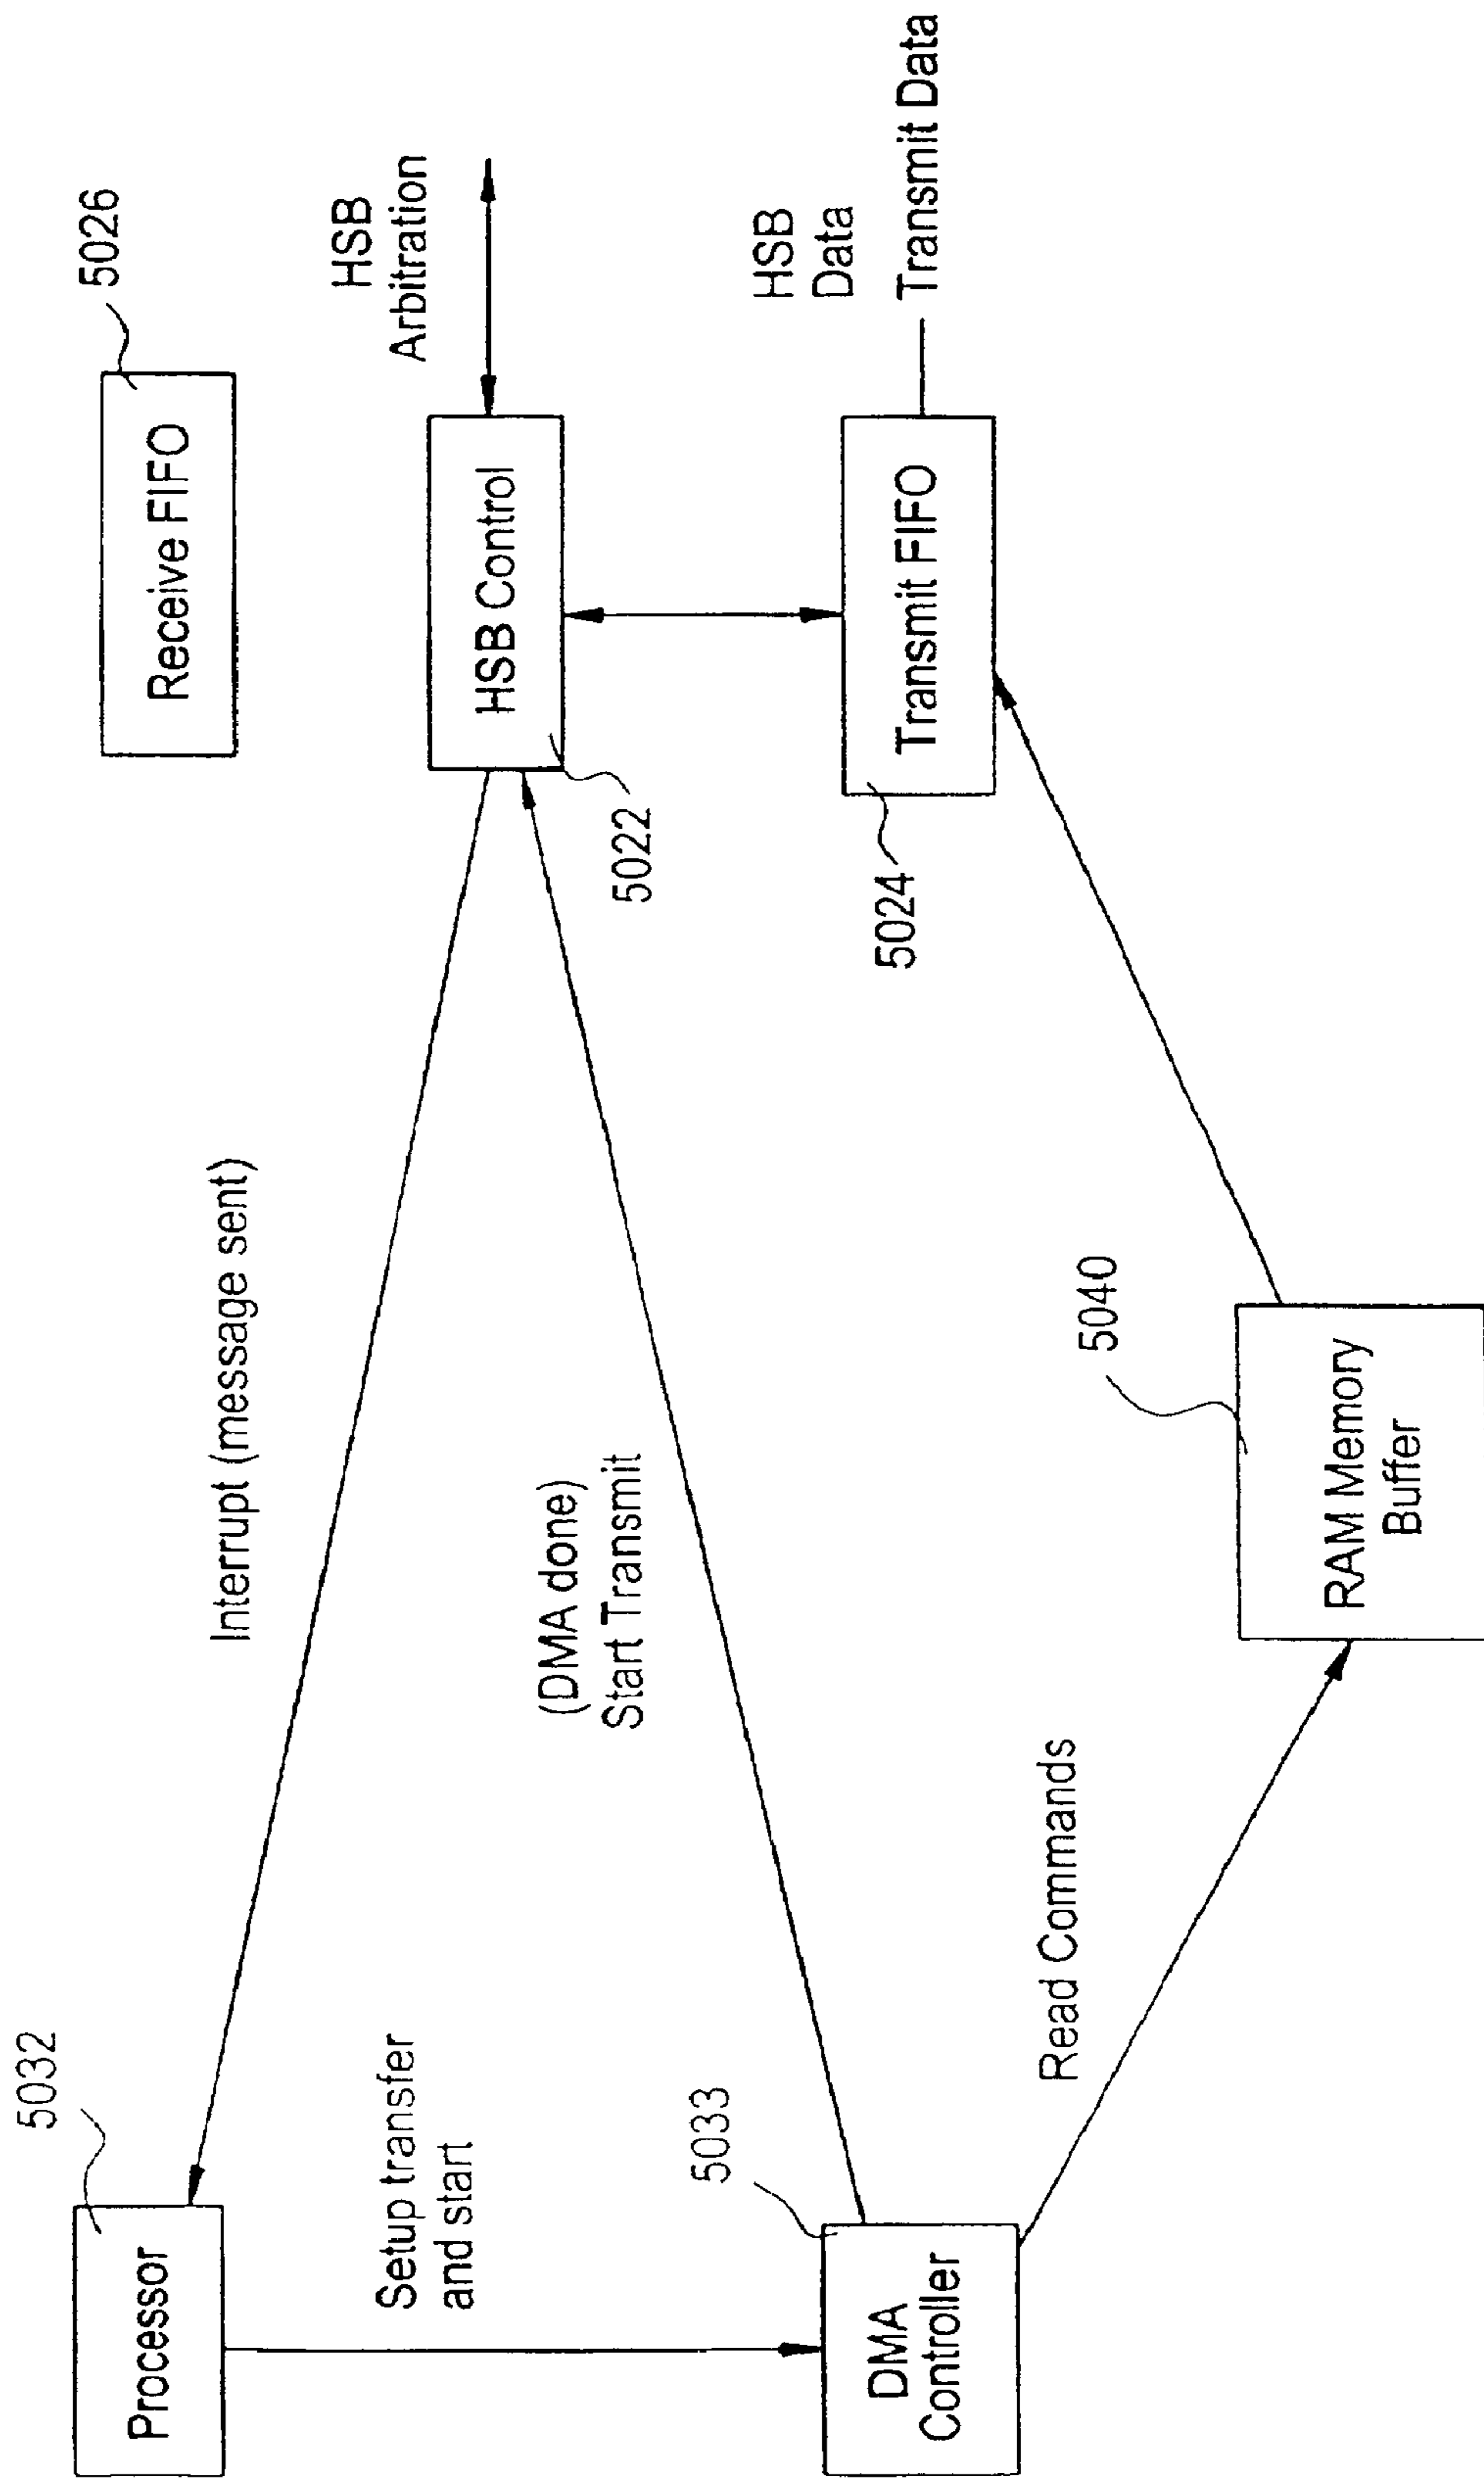 5032
Processor
Setup transfer
and start
5033
DMA
Controller
Interrupt (message sent)
(DMA done)
Start Transmit
Read Commands
5040
RAM Memory
Buffer
5026
Receive FIFO
HSB
Arbitration
HSB Control
5022
HSB
Data
Transmit FIFO
Transmit Data
5024